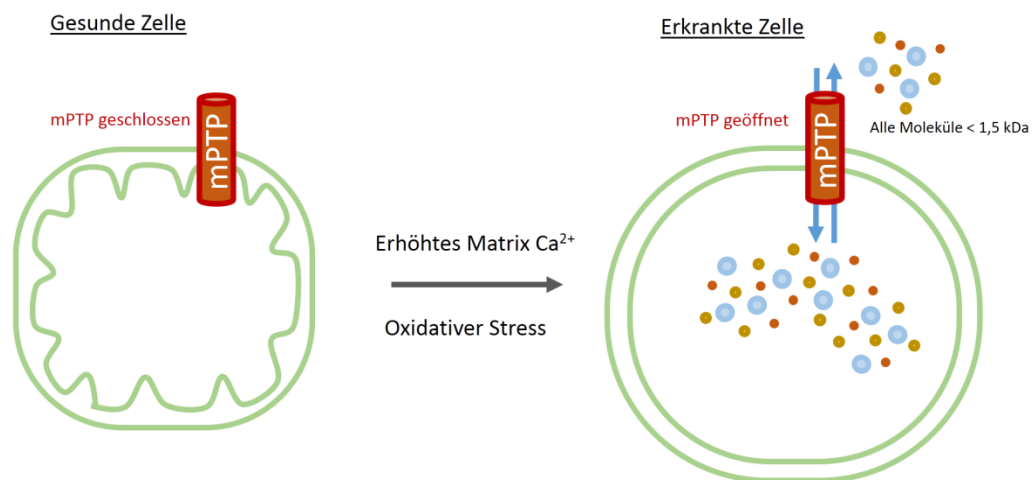 Gesunde Zelle
mPTP geschlossen
mPTP
Erhöhtes Matrix Ca²⁺
Oxidativer Stress
Erkrankte Zelle
mPTP geöffnet
mPTP
Alle Moleküle < 1,5 kDa